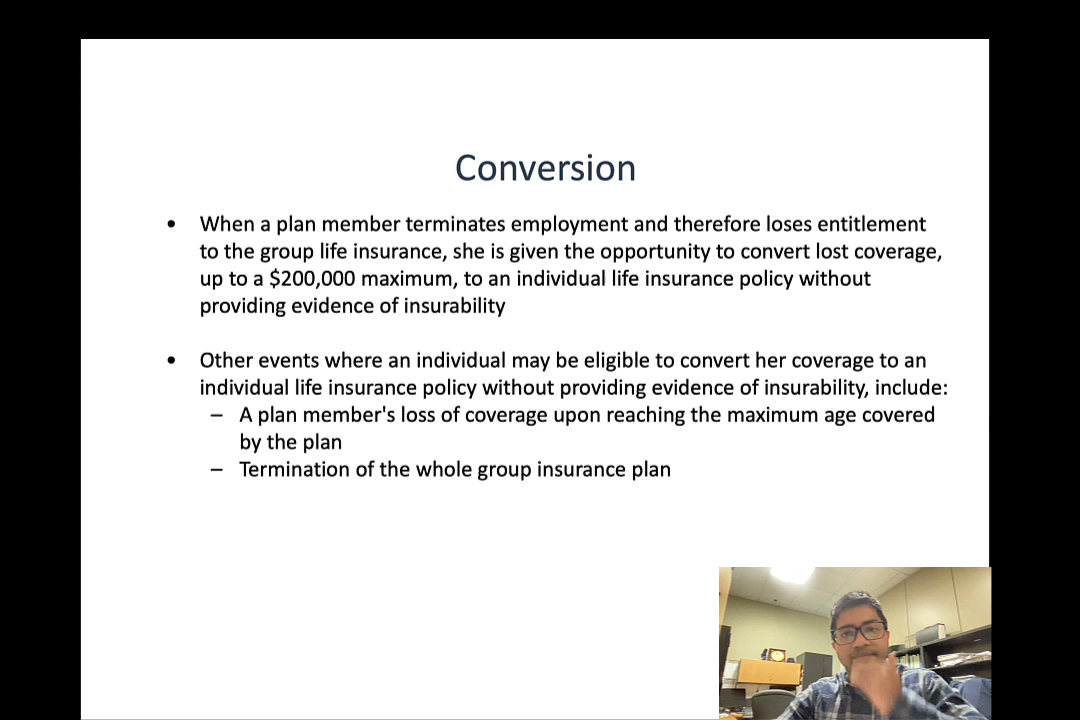 Conversion
• When a plan member terminates employment and therefore loses entitlement
to the group life insurance, she is given the opportunity to convert lost coverage,
up to a $200,000 maximum, to an individual life insurance policy without
providing evidence of insurability
• Other events where an individual may be eligible to convert her coverage to an
individual life insurance policy without providing evidence of insurability, include:
– A plan member's loss of coverage upon reaching the maximum age covered
by the plan
– Termination of the whole group insurance plan